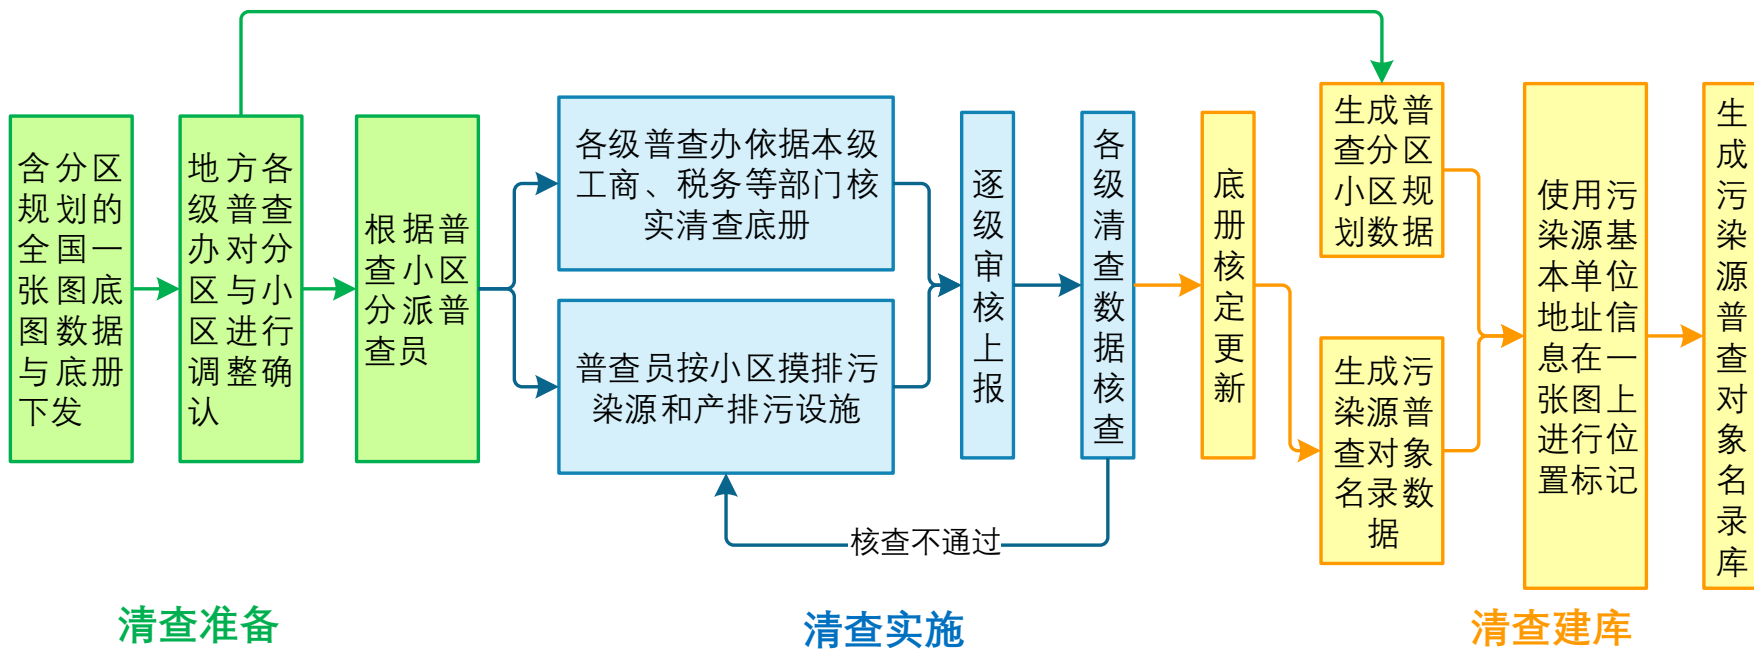 含分区
规划的
全国一
张图底
图数据
与底册
下发
地方各
级普查
办对分
区与小
区进行
调整确
认
根据普
查小区
分派普
查员
各级普查办依据本级
工商、税务等部门核
实清查底册
普查员按小区摸排污
染源和产排污设施
逐级审核上报
各级清查数据核查
核查不通过
底册核定更新
生成普
查分区
小区规
划数据
生成污
染源普
查对象
名录数
据
使用污
染源基
本单位
地址信
息在一
张图上
进行位
置标记
生成污染源普查对象名录库
清查准备
清查实施
清查建库